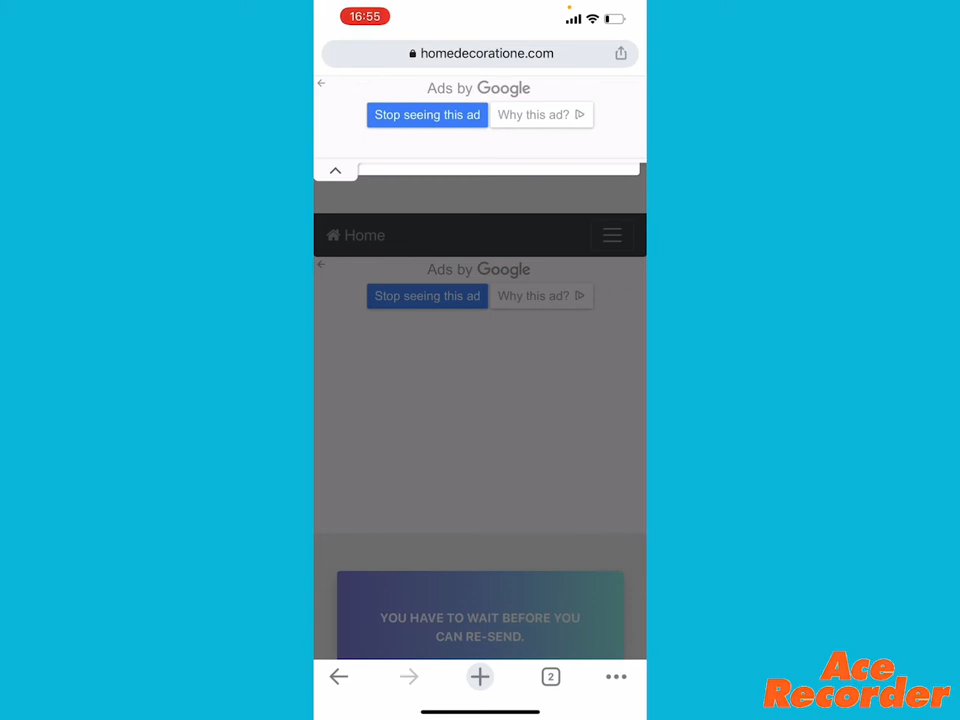 16:55
homedecoratione.com
Ads by Google
Stop seeing this ad
Why this ad?
Home
Ads by Google
Stop seeing this ad
Why this ad?
YOU HAVE TO WAIT BEFORE YOU
CAN RE-SEND.
2
Ace
Recorder